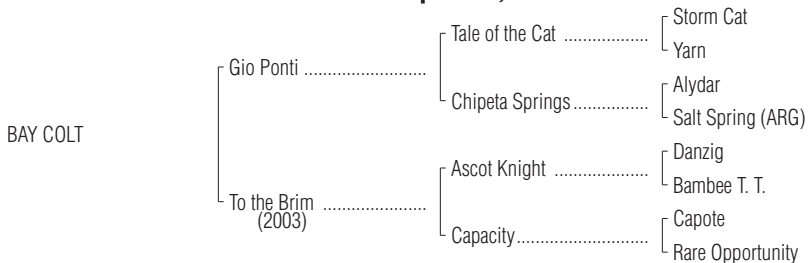 Storm Cat
Tale of the Cat ....................
Yarn
Gio Ponti ..........................
Alydar
Chipeta Springs ................
Salt Spring (ARG)
BAY COLT
Danzig
Ascot Knight ....................
Bambee T. T.
To the Brim ......................
(2003)
Capote
Capacity ............................
Rare Opportunity